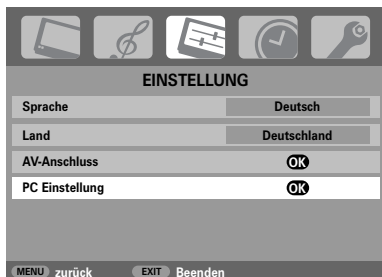 EINSTELLUNG
Sprache Deutsch
Land Deutschland
AV-Anschluss OK
PC Einstellung OK
MENU zurück EXIT Beenden